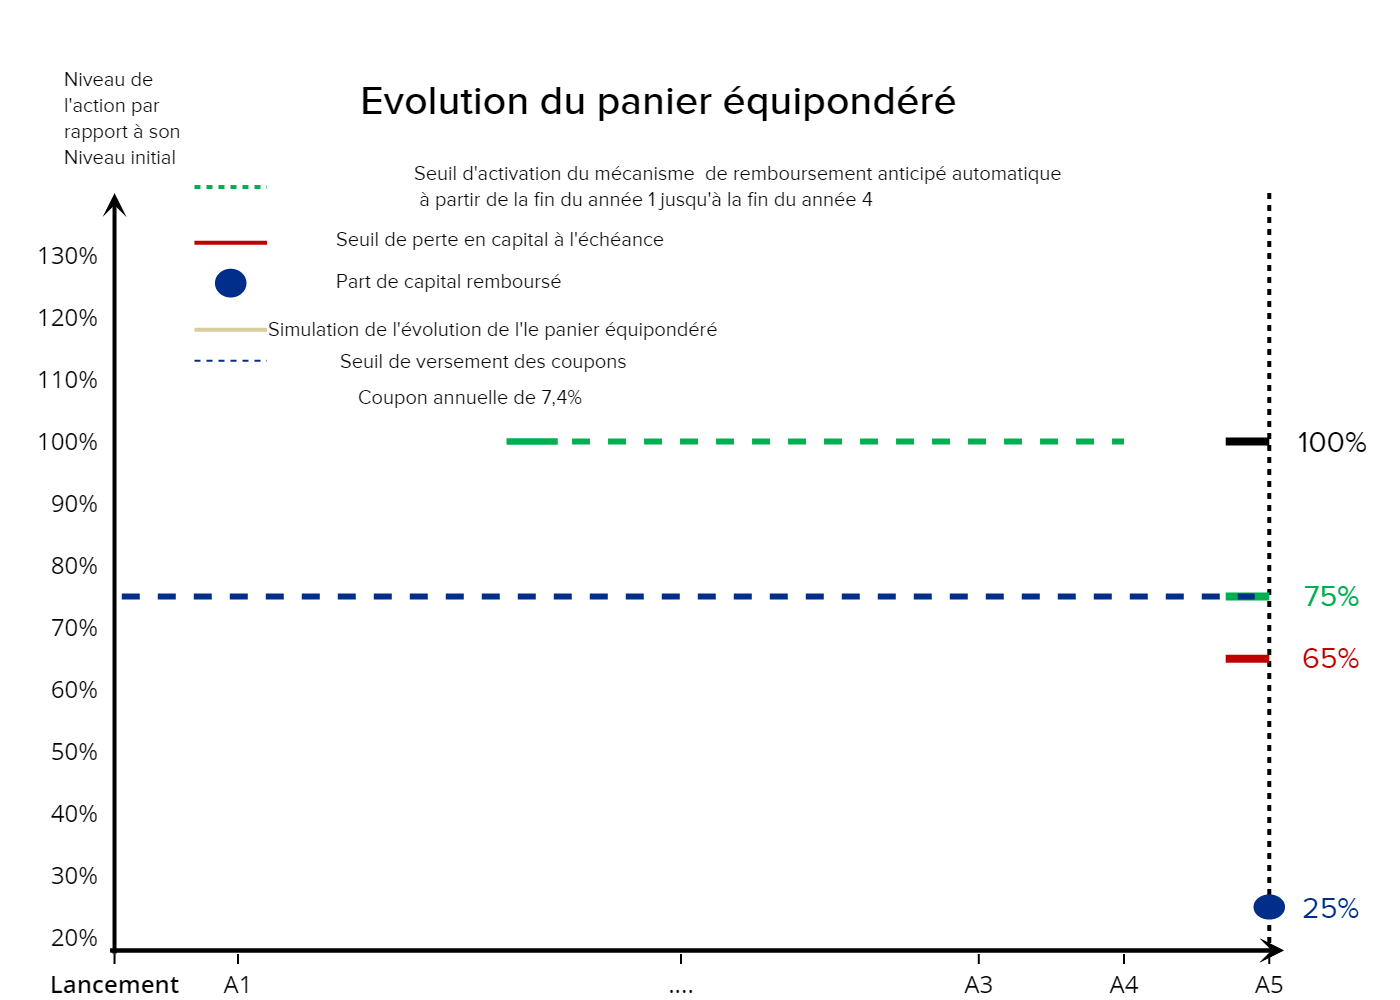 Niveau de
l'action par
rapport à son
Niveau initial
Evolution du panier équipondéré
Seuil d'activation du mécanisme  de remboursement anticipé automatique
à partir de la fin du année 1 jusqu'à la fin du année 4
Seuil de perte en capital à l'échéance
Part de capital remboursé
Simulation de l'évolution de l'le panier équipondéré
Seuil de versement des coupons
Coupon annuelle de 7,4%
130%
120%
110%
100%
90%
80%
70%
60%
50%
40%
30%
20%
100%
75%
65%
25%
Lancement
A1
....
A3
A4
A5